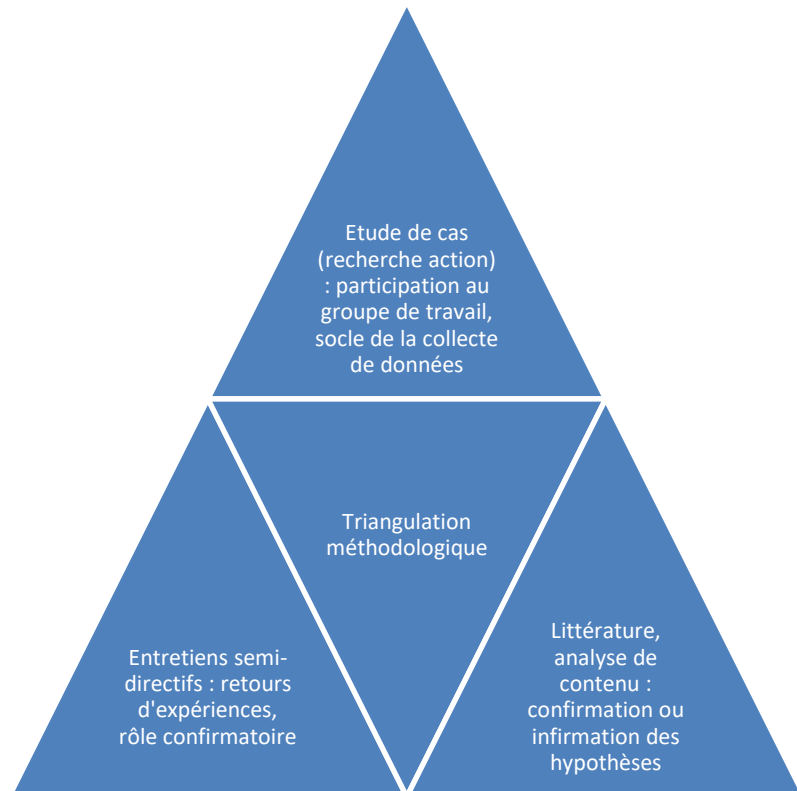 Etude de cas
(recherche action)
: participation au
groupe de travail,
socle de la collecte
de données
Triangulation
méthodologique
Entretiens semi-
directifs : retours
d'expériences,
rôle confirmatoire
Littérature,
analyse de
contenu :
confirmation ou
infirmation des
hypothèses